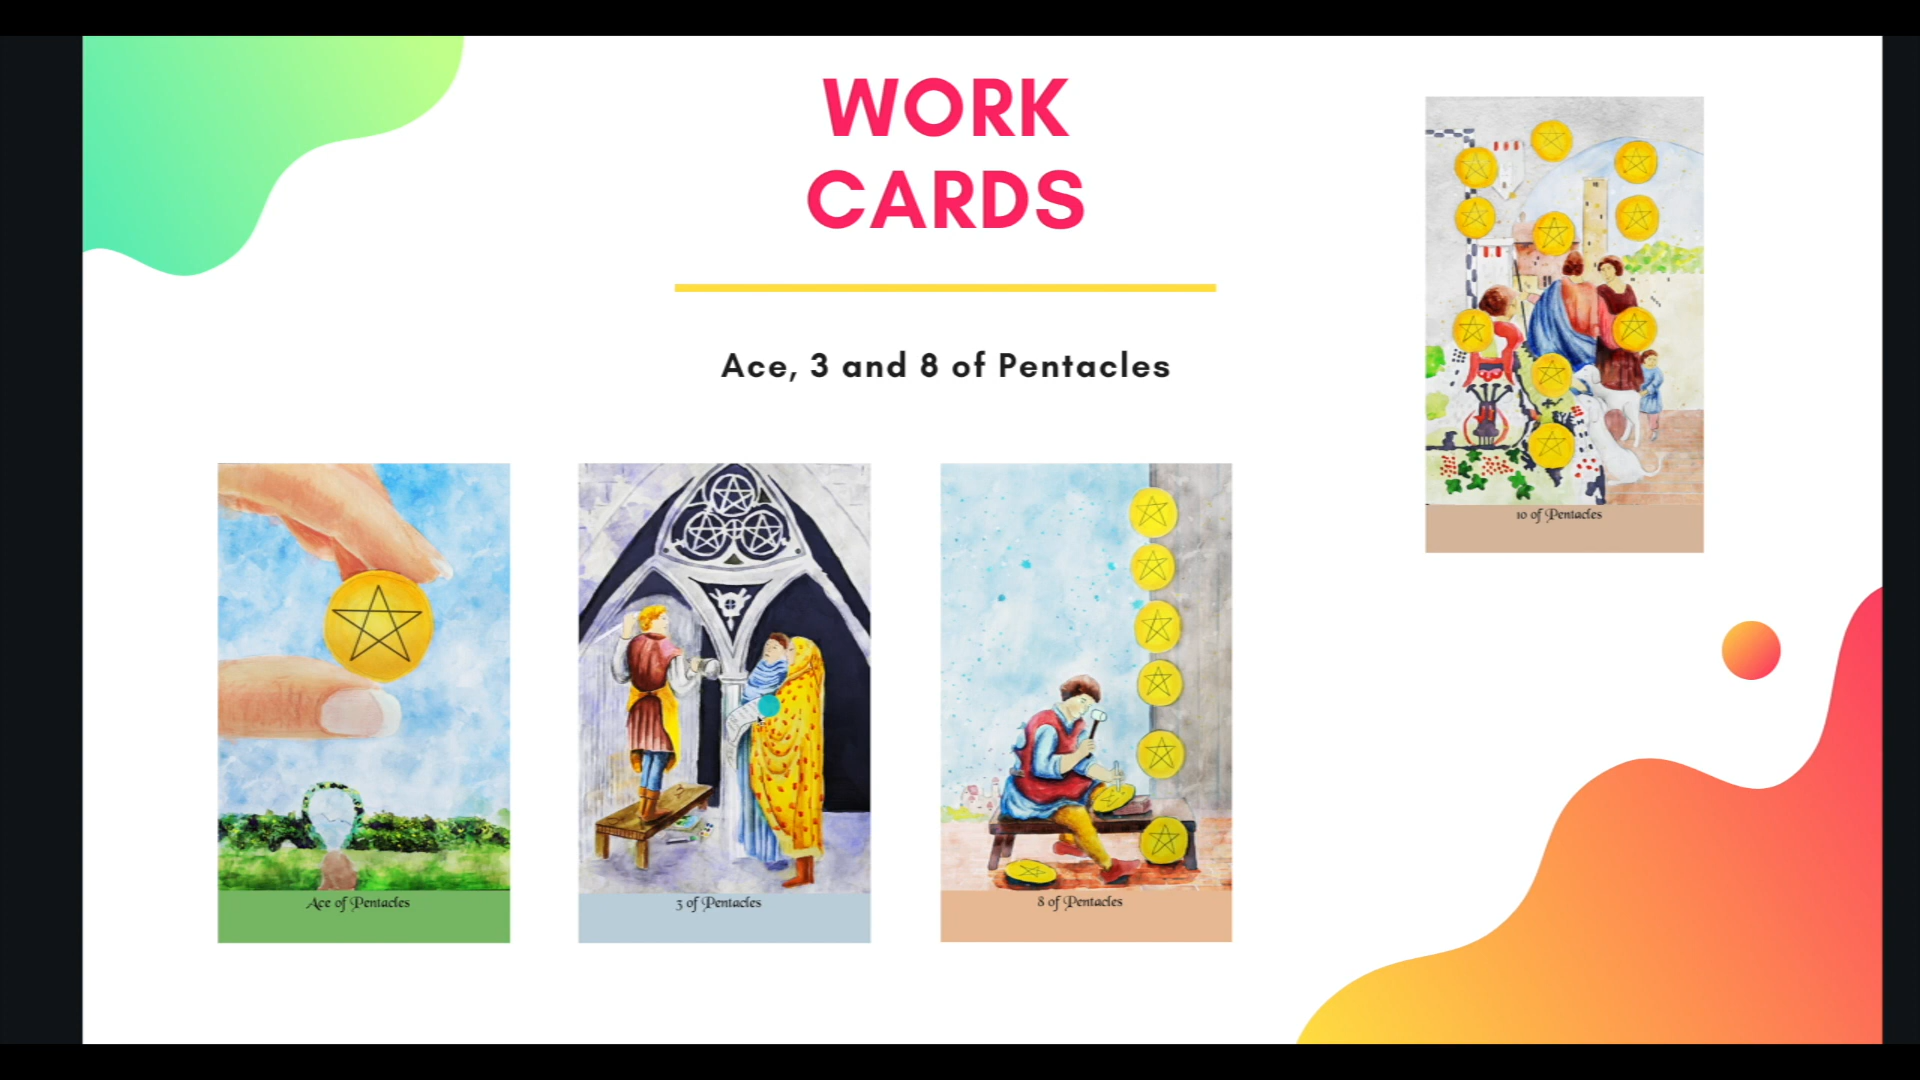 WORK
CARDS
Ace, 3 and 8 of Pentacles
10 of Pentacles
Ace of Pentacles
3 of Pentacles
8 of Pentacles